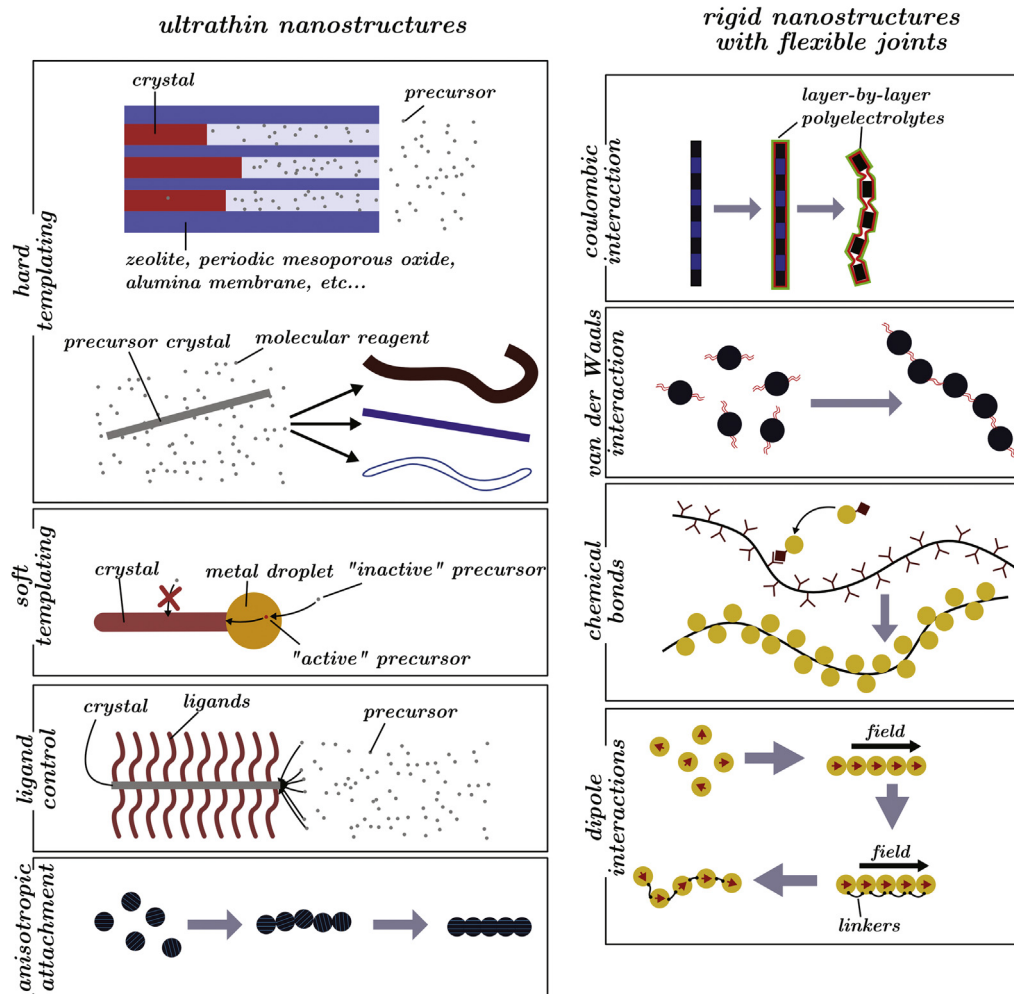 ultrathin nanostructures
rigid nanostructures
with flexible joints
hard
templating
crystal
precursor
zeolite, periodic mesoporous oxide,
alumina membrane, etc...
precursor crystal
molecular reagent
soft
templating
crystal
metal droplet
"inactive" precursor
"active" precursor
ligand
control
crystal
ligands
precursor
anisotropic
attachment
coulombic
interaction
layer-by-layer
polyelectrolytes
van der Waals
interaction
chemical
bonds
dipole
interactions
field
field
linkers